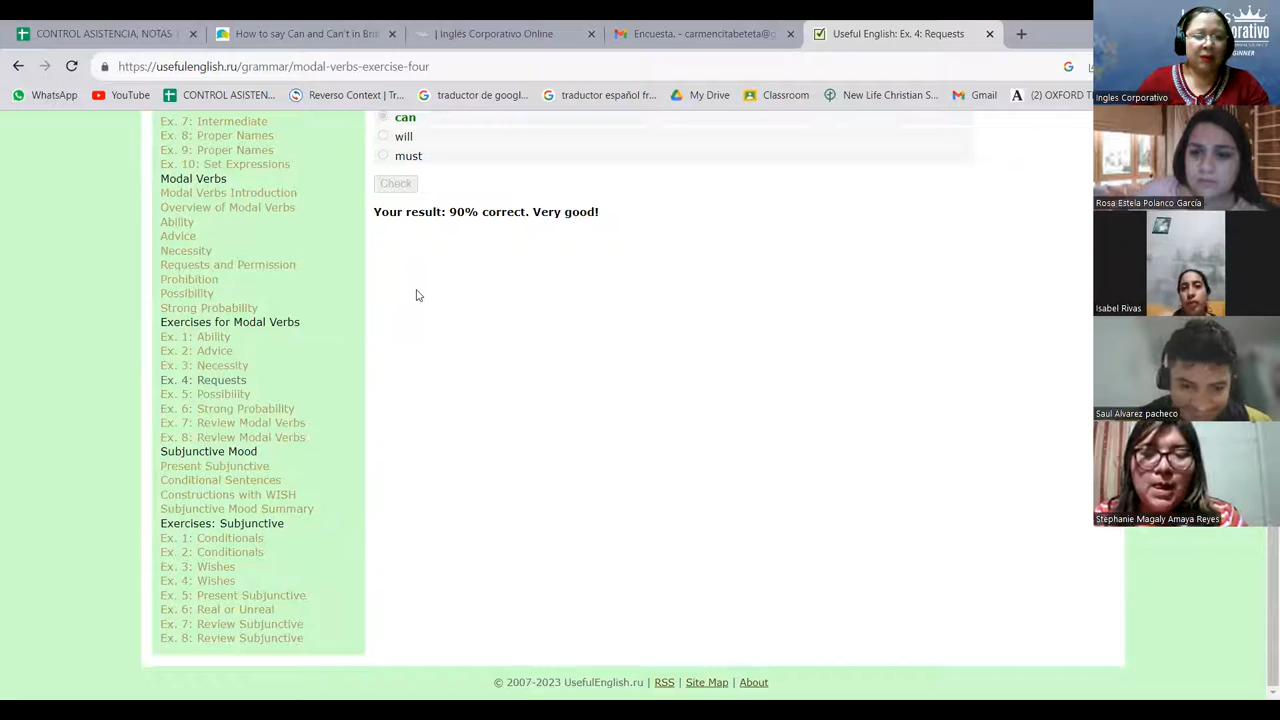 CONTROL ASISTENCIA, NOTAS
How to say Can and Can't in Brit
| Inglés Corporativo Online
Encuesta. - carmencitabeteta@g
Useful English: Ex. 4: Requests
https://usefulenglish.ru/grammar/modal-verbs-exercise-four
WhatsApp
YouTube
CONTROL ASISTEN...
Reverso Context | Tr...
traductor - googl...
traductor español fr...
My Drive
Classroom
New Life Christian S...
Gmail
(2) OXFORD T
Ex. 7: Intermediate
Ex. 8: Proper Names
Ex. 9: Proper Names
Ex. 10: Set Expressions
Modal Verbs
Modal Verbs Introduction
Overview of Modal Verbs
Ability
Advice
Necessity
Requests and Permission
Prohibition
Possibility
Strong Probability
Exercises for Modal Verbs
Ex. 1: Ability
Ex. 2: Advice
Ex. 3: Necessity
Ex. 4: Requests
Ex. 5: Possibility
Ex. 6: Strong Probability
Ex. 7: Review Modal Verbs
Ex. 8: Review Modal Verbs
Subjunctive Mood
Present Subjunctive
Conditional Sentences
Constructions with WISH
Subjunctive Mood Summary
Exercises: Subjunctive
Ex. 1: Conditionals
Ex. 2: Conditionals
Ex. 3: Wishes
Ex. 4: Wishes
Ex. 5: Present Subjunctive
Ex. 6: Real or Unreal
Ex. 7: Review Subjunctive
Ex. 8: Review Subjunctive
can
will
must
Check
Your result: 90% correct. Very good!
© 2007-2023 UsefulEnglish.ru | RSS | Site Map | About
Ingles Corporativo
Rosa Estela Polanco García
Isabel Rivas
Saul Alvarez pacheco
Stephanie Magaly Amaya Reyes